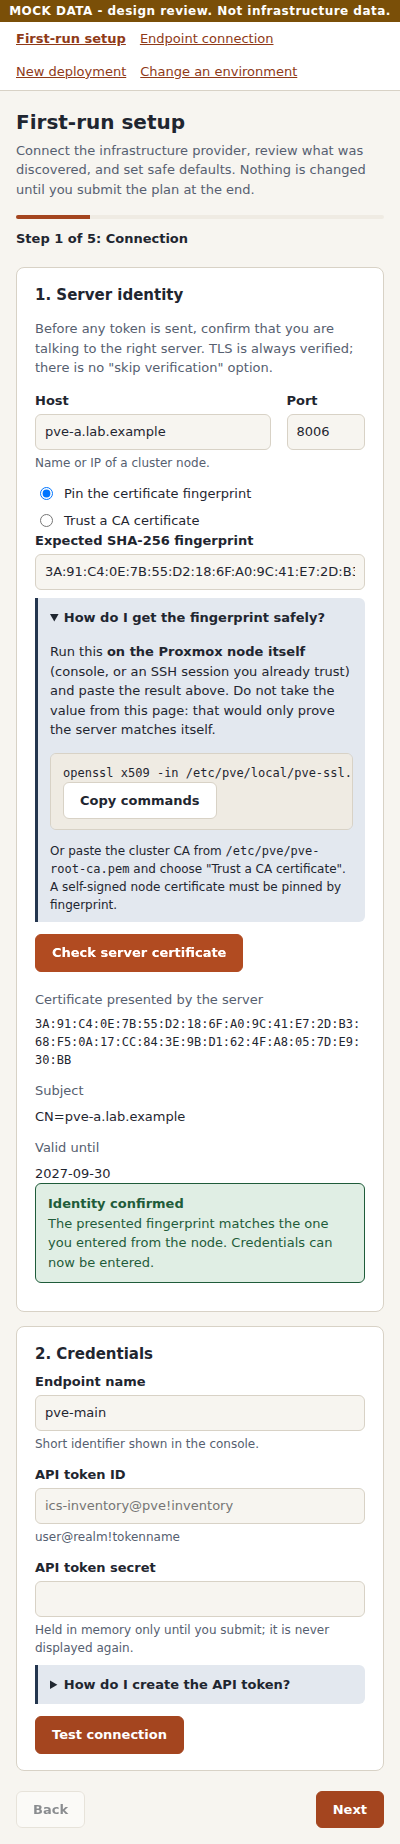 MOCK DATA - design review. Not infrastructure data.
First-run setup Endpoint connection
New deployment Change an environment
First-run setup
Connect the infrastructure provider, review what was
discovered, and set safe defaults. Nothing is changed
until you submit the plan at the end.
Step 1 of 5: Connection
1. Server identity
Before any token is sent, confirm that you are
talking to the right server. TLS is always verified;
there is no "skip verification" option.
Host Port
pve-a.lab.example 8006
Name or IP of a cluster node.
Pin the certificate fingerprint
Trust a CA certificate
Expected SHA-256 fingerprint
3A:91:C4:0E:7B:55:D2:18:6F:A0:9C:41:E7:2D:B3
▼ How do I get the fingerprint safely?
Run this on the Proxmox node itself
(console, or an SSH session you already trust)
and paste the result above. Do not take the
value from this page: that would only prove
the server matches itself.
openssl x509 -in /etc/pve/local/pve-ssl.
Copy commands
Or paste the cluster CA from /etc/pve/pve-
root-ca.pem and choose "Trust a CA certificate".
A self-signed node certificate must be pinned by
fingerprint.
Check server certificate
Certificate presented by the server
3A:91:C4:0E:7B:55:D2:18:6F:A0:9C:41:E7:2D:B3:
68:F5:0A:17:CC:84:3E:9B:D1:62:4F:A8:05:7D:E9:
30:BB
Subject
CN=pve-a.lab.example
Valid until
2027-09-30
Identity confirmed
The presented fingerprint matches the one
you entered from the node. Credentials can
now be entered.
2. Credentials
Endpoint name
pve-main
Short identifier shown in the console.
API token ID
ics-inventory@pve!inventory
user@realm!tokenname
API token secret
Held in memory only until you submit; it is never
displayed again.
▶ How do I create the API token?
Test connection
Back Next